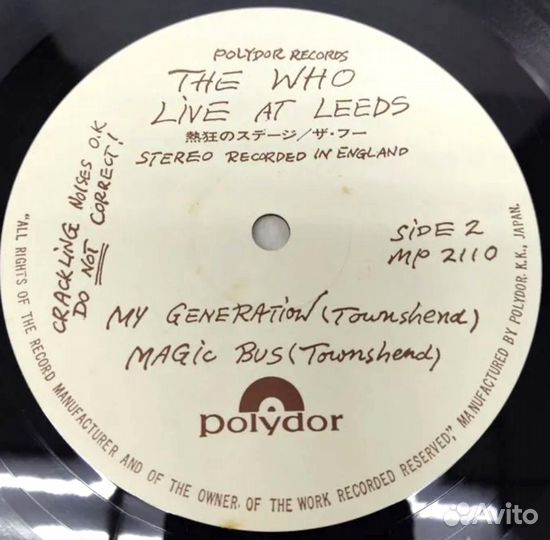 POLYDOR RECORDS
THE WHO
LIVE AT LEEDS
熱狂のステージ/ザ・フー
STEREO RECORDED IN ENGLAND
CRACKLING NOISES O.K
DO NOT CORRECT!
SIDE 2
MP 2110
MY GENERATION (Townshend)
MAGIC BUS (Townshend)
polydor
"ALL RIGHTS OF THE RECORD MANUFACTURER AND OF THE OWNER OF THE WORK RECORDED RESERVED," MANUFACTURED BY POLYDOR K.K., JAPAN.
Avito